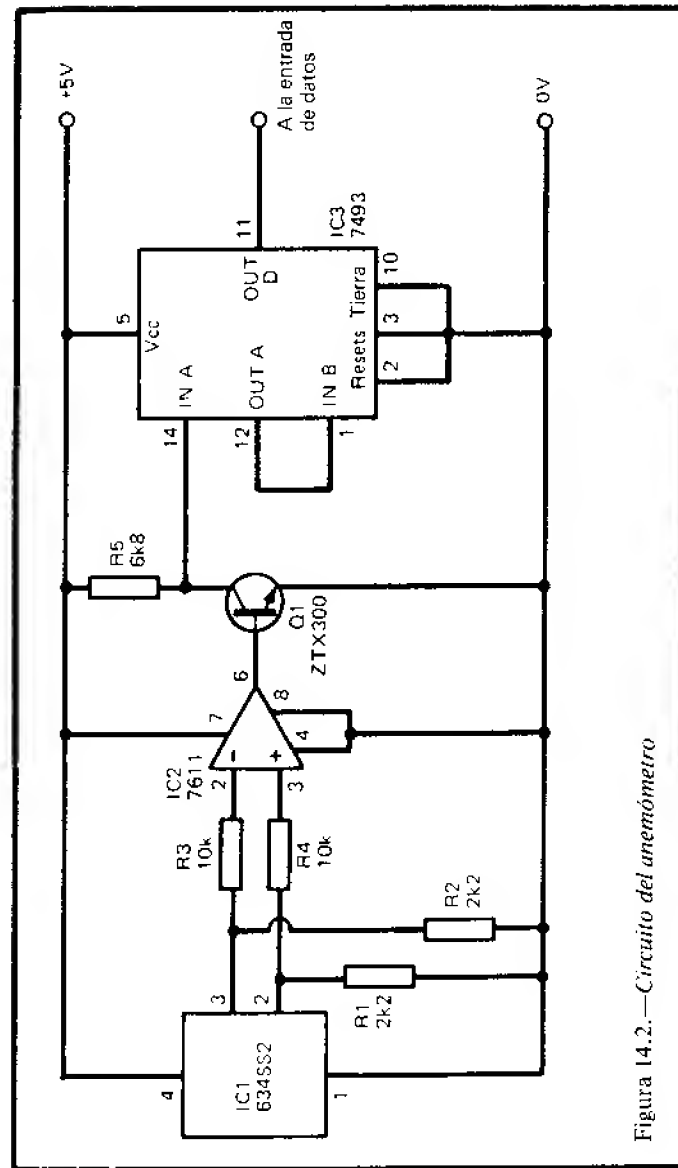 +5V
A la entrada
de datos
0V
5
Vcc
11
OUT
D
IC3
7493
IN A
14
OUT A
12
IN B
1
Resets Tierra
2
3
10
R5
6k8
Q1
ZTX300
6
7
8
4
IC2
7611
2
−
+
3
R3
10k
R4
10k
R2
2k2
R1
2k2
3
2
IC1
634SS2
4
1
Figura 14.2.—Circuito del anemómetro